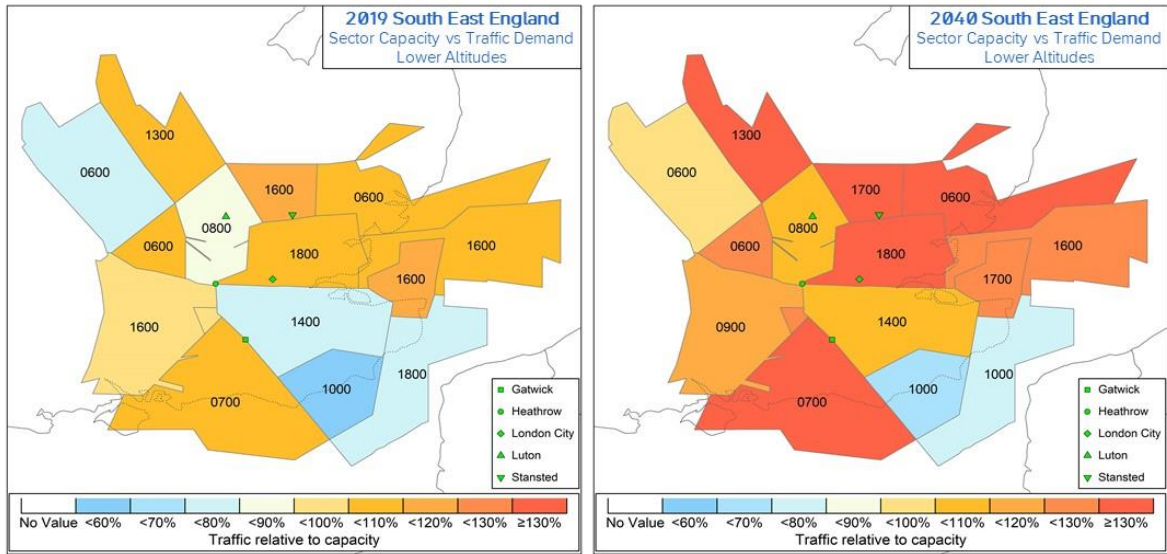 2019 South East England
Sector Capacity vs Traffic Demand
Lower Altitudes
1300
0600
1600
0600
0800
0600
1800
1600
1600
1600
1400
1800
1000
0700
Gatwick
Heathrow
London City
Luton
Stansted
No Value <60% <70% <80% <90% <100% <110% <120% <130% ≥130%
Traffic relative to capacity
2040 South East England
Sector Capacity vs Traffic Demand
Lower Altitudes
1300
0600
1700
0600
0800
0600
1800
1600
1700
0900
1400
1000
1000
0700
Gatwick
Heathrow
London City
Luton
Stansted
No Value <60% <70% <80% <90% <100% <110% <120% <130% ≥130%
Traffic relative to capacity